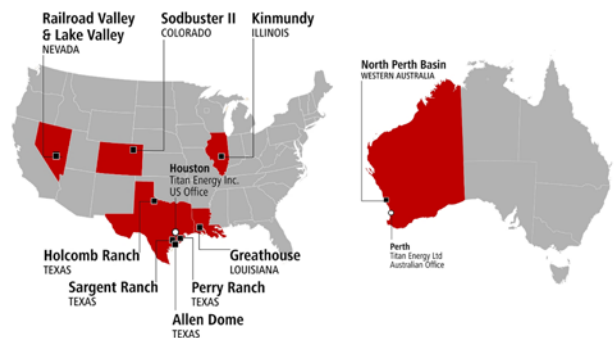 Railroad Valley
& Lake Valley
NEVADA
Sodbuster II
COLORADO
Kinmundy
ILLINOIS
Houston
Titan Energy Inc.
US Office
Holcomb Ranch
TEXAS
Sargent Ranch
TEXAS
Allen Dome
TEXAS
Perry Ranch
TEXAS
Greathouse
LOUISIANA
North Perth Basin
WESTERN AUSTRALIA
Perth
Titan Energy Ltd
Australian Office